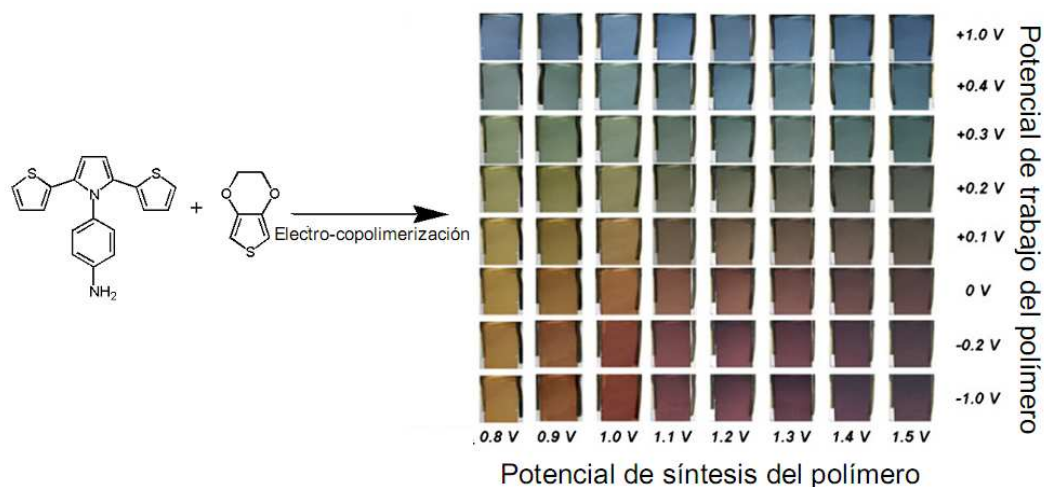 S
N
S
NH₂
+
O
O
S
Electro-copolimerización
+1.0 V
+0.4 V
+0.3 V
+0.2 V
+0.1 V
0 V
-0.2 V
-1.0 V
0.8 V 0.9 V 1.0 V 1.1 V 1.2 V 1.3 V 1.4 V 1.5 V
Potencial de síntesis del polímero
Potencial de trabajo del polímero